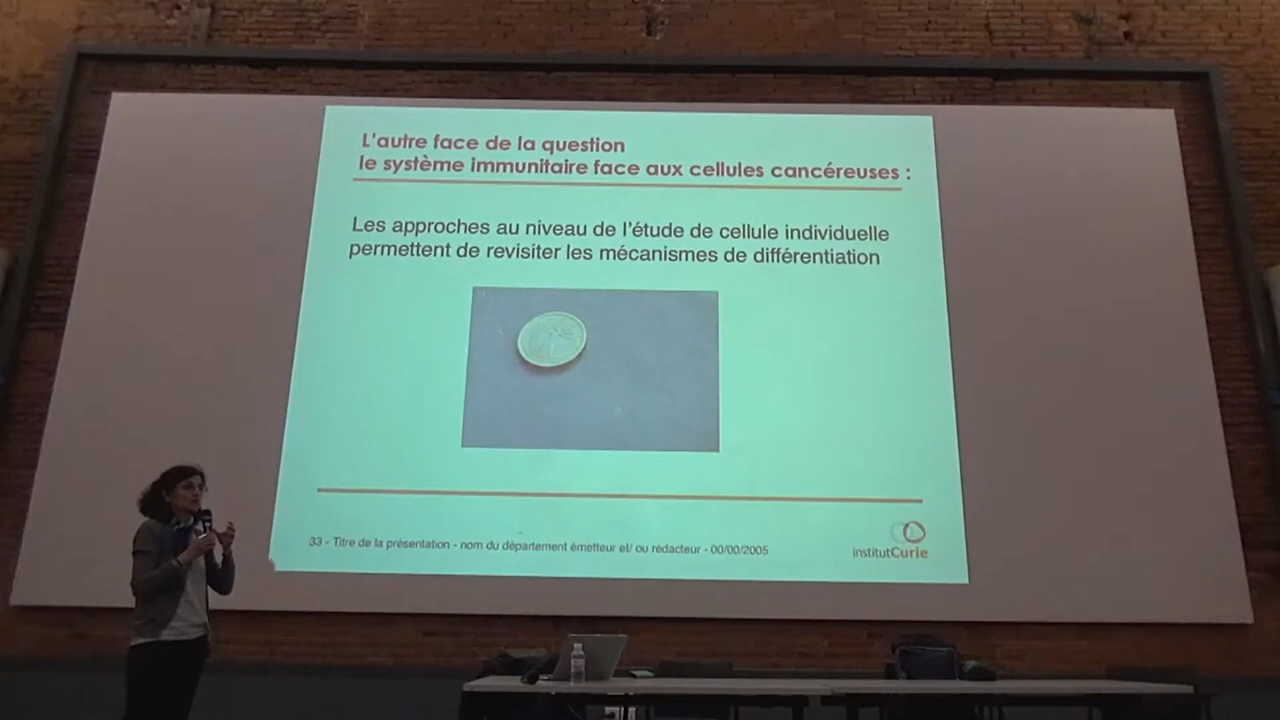 L'autre face de la question
le système immunitaire face aux cellules cancéreuses :
Les approches au niveau de l'étude de cellule individuelle
permettent de revisiter les mécanismes de différentiation
33 - Titre de la présentation - nom du département émetteur et/ ou rédacteur - 00/00/2005
institutCurie